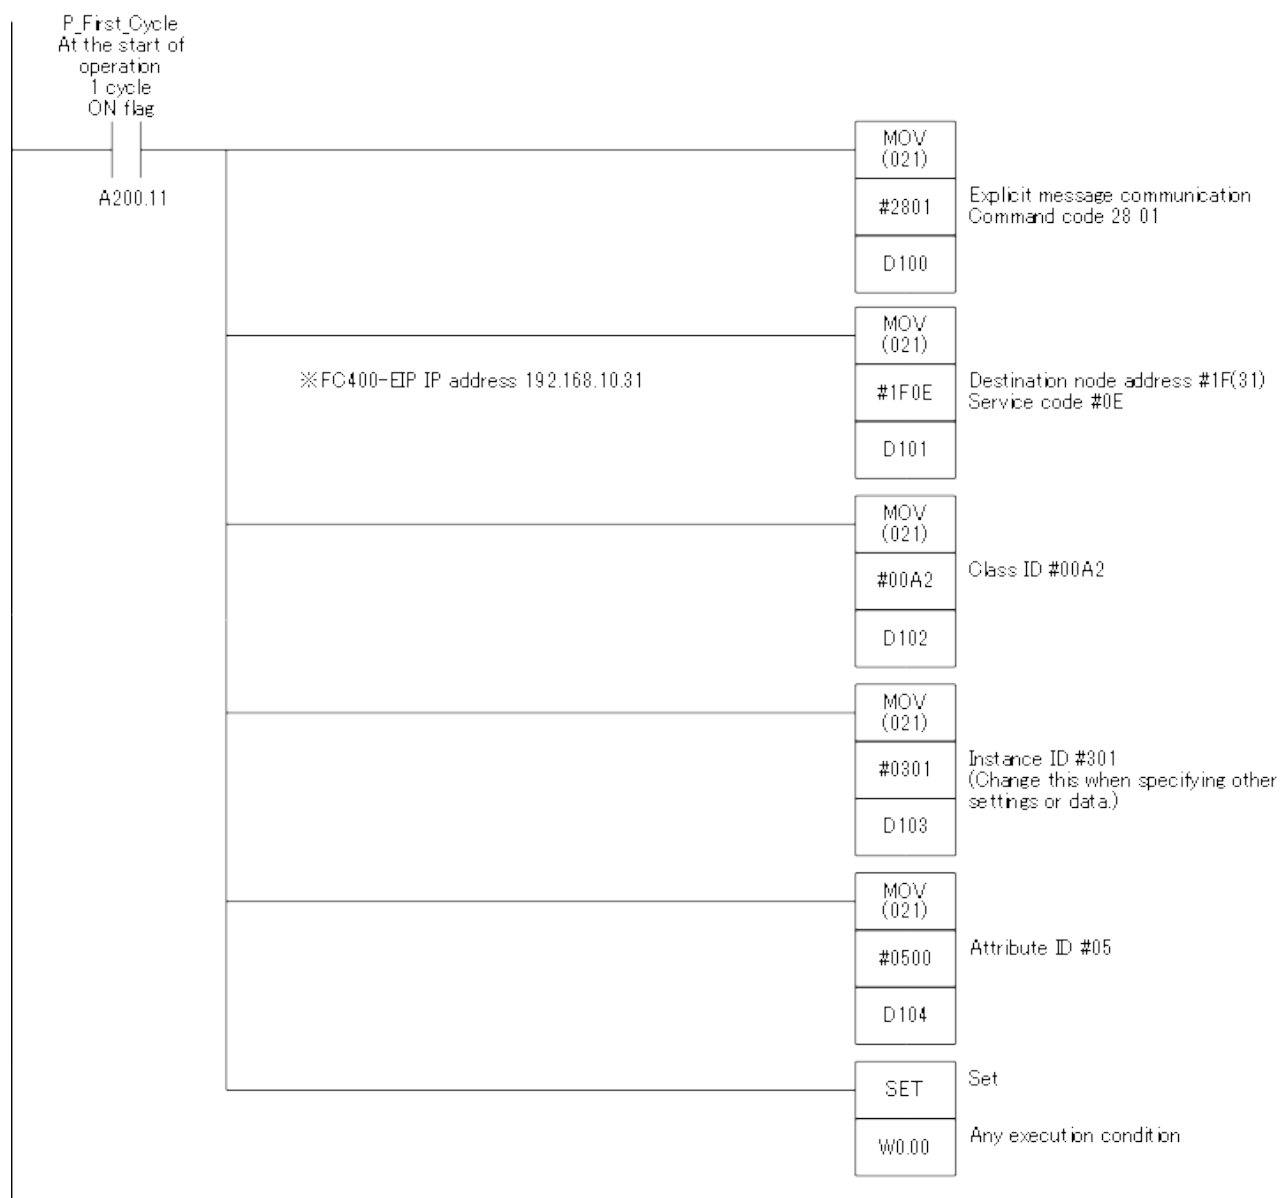 P_First_Cycle
At the start of
operation
1 cycle
ON flag
A200.11
MOV
(021)
#2801
D100
Explicit message communication
Command code 28 01
MOV
(021)
※FC400-EIP IP address 192.168.10.31
#1F0E
D101
Destination node address #1F(31)
Service code #0E
MOV
(021)
#00A2
D102
Class ID #00A2
MOV
(021)
#0301
D103
Instance ID #301
(Change this when specifying other
settings or data.)
MOV
(021)
#0500
D104
Attribute ID #05
SET
Set
W0.00
Any execution condition